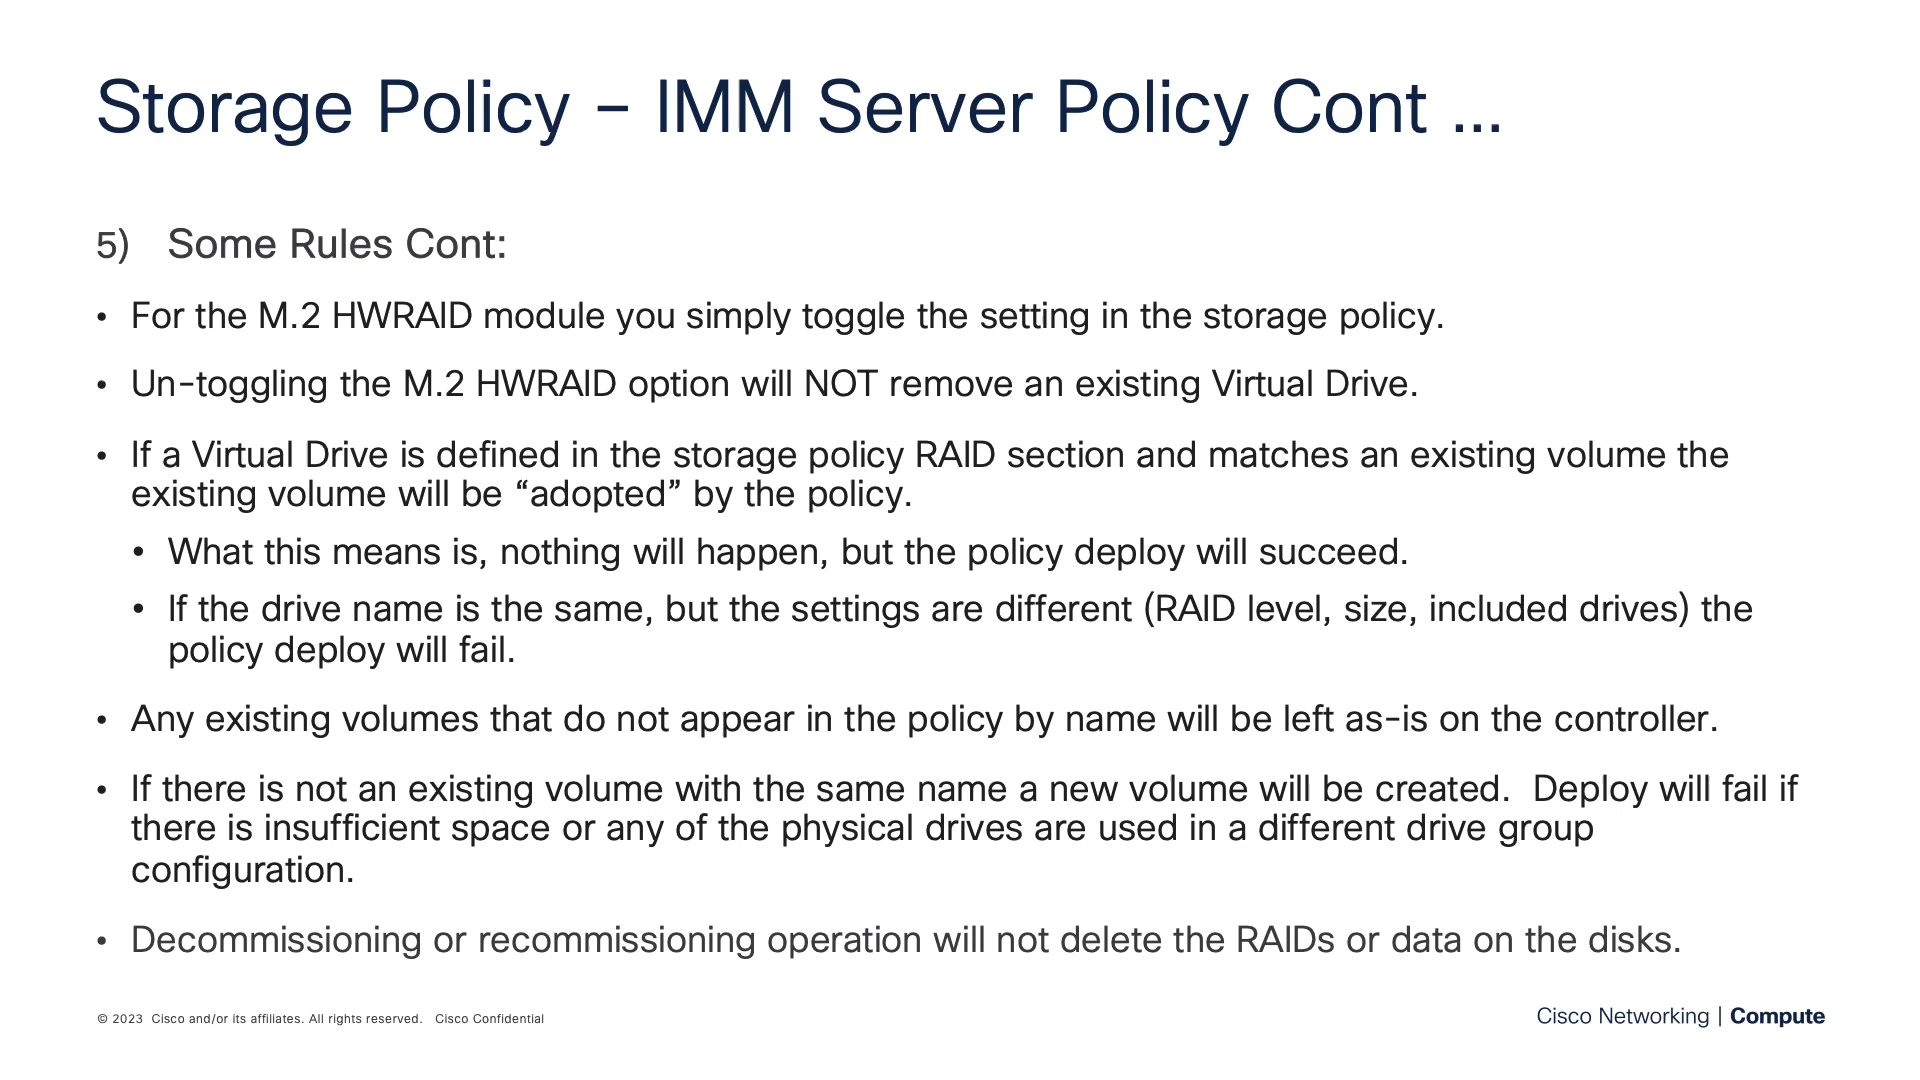 Storage Policy – IMM Server Policy Cont ...
5) Some Rules Cont:
• For the M.2 HWRAID module you simply toggle the setting in the storage policy.
• Un-toggling the M.2 HWRAID option will NOT remove an existing Virtual Drive.
• If a Virtual Drive is defined in the storage policy RAID section and matches an existing volume the
existing volume will be “adopted” by the policy.
• What this means is, nothing will happen, but the policy deploy will succeed.
• If the drive name is the same, but the settings are different (RAID level, size, included drives) the
policy deploy will fail.
• Any existing volumes that do not appear in the policy by name will be left as-is on the controller.
• If there is not an existing volume with the same name a new volume will be created.  Deploy will fail if
there is insufficient space or any of the physical drives are used in a different drive group
configuration.
• Decommissioning or recommissioning operation will not delete the RAIDs or data on the disks.
© 2023  Cisco and/or its affiliates. All rights reserved.   Cisco Confidential
Cisco Networking | Compute